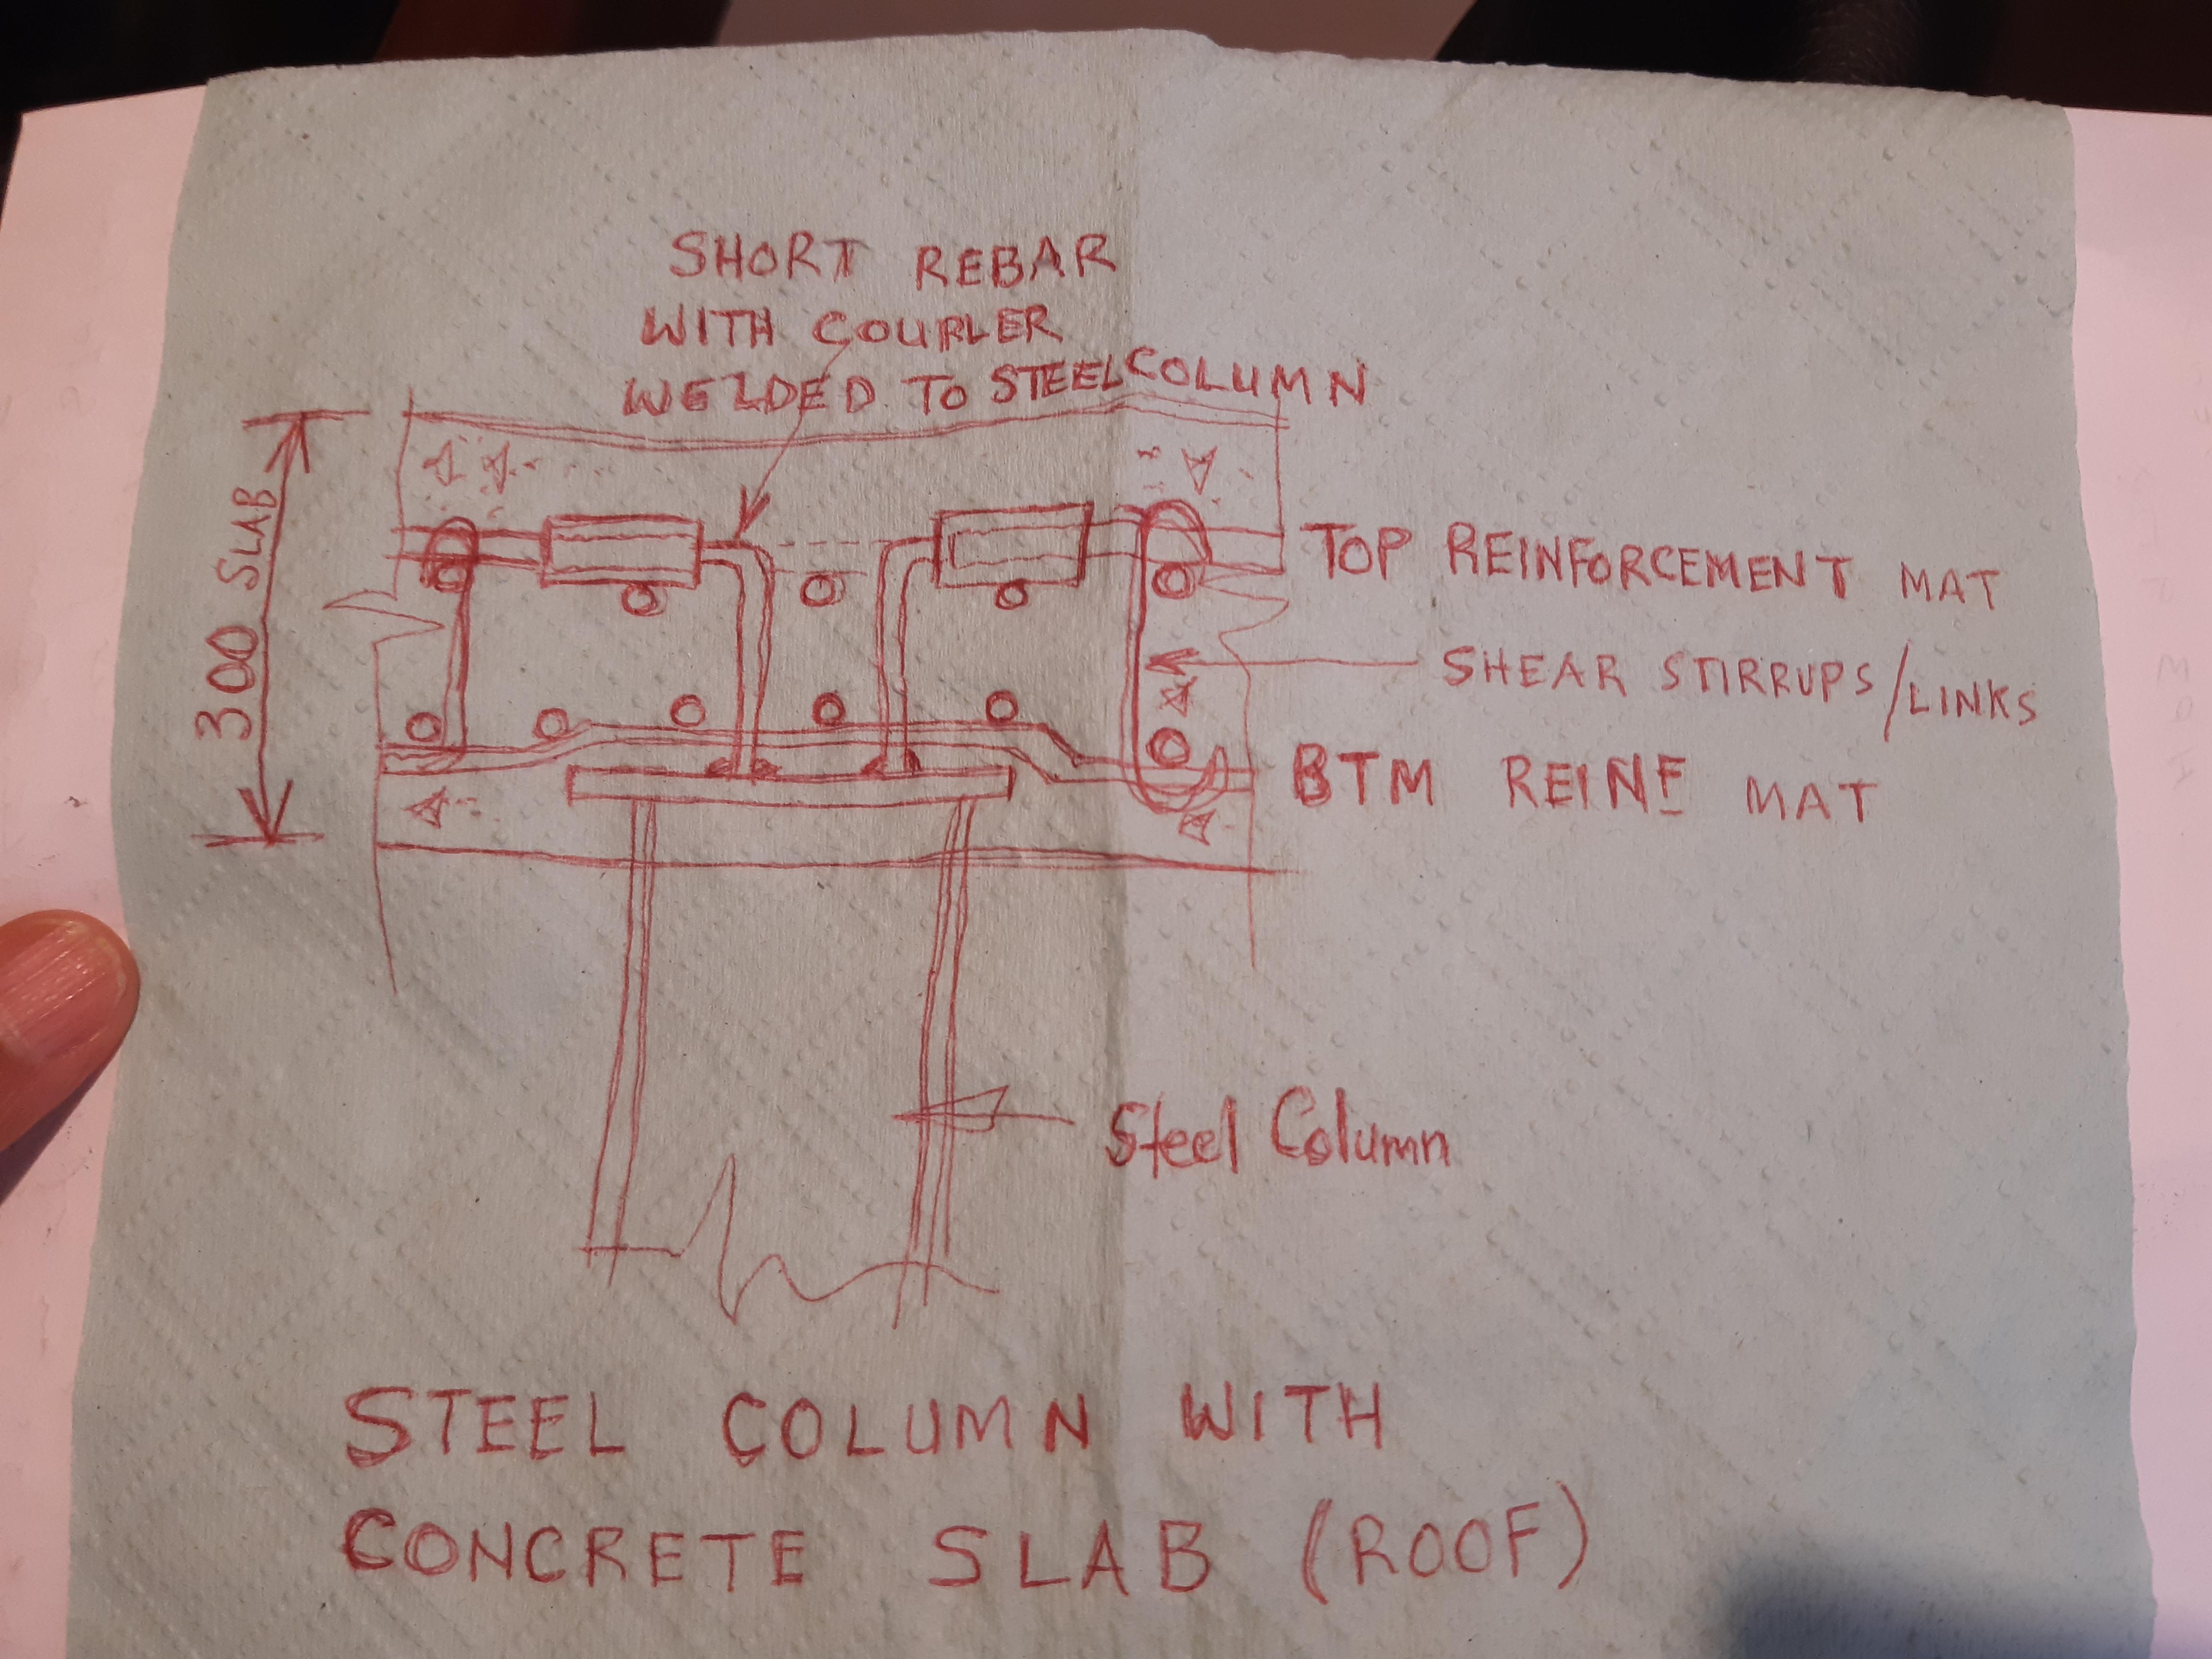 SHORT REBAR
WITH COUPLER
WELDED TO STEEL COLUMN
300 SLAB
TOP REINFORCEMENT MAT
SHEAR STIRRUPS/LINKS
BTM REINF MAT
Steel Column
STEEL COLUMN WITH
CONCRETE SLAB (ROOF)